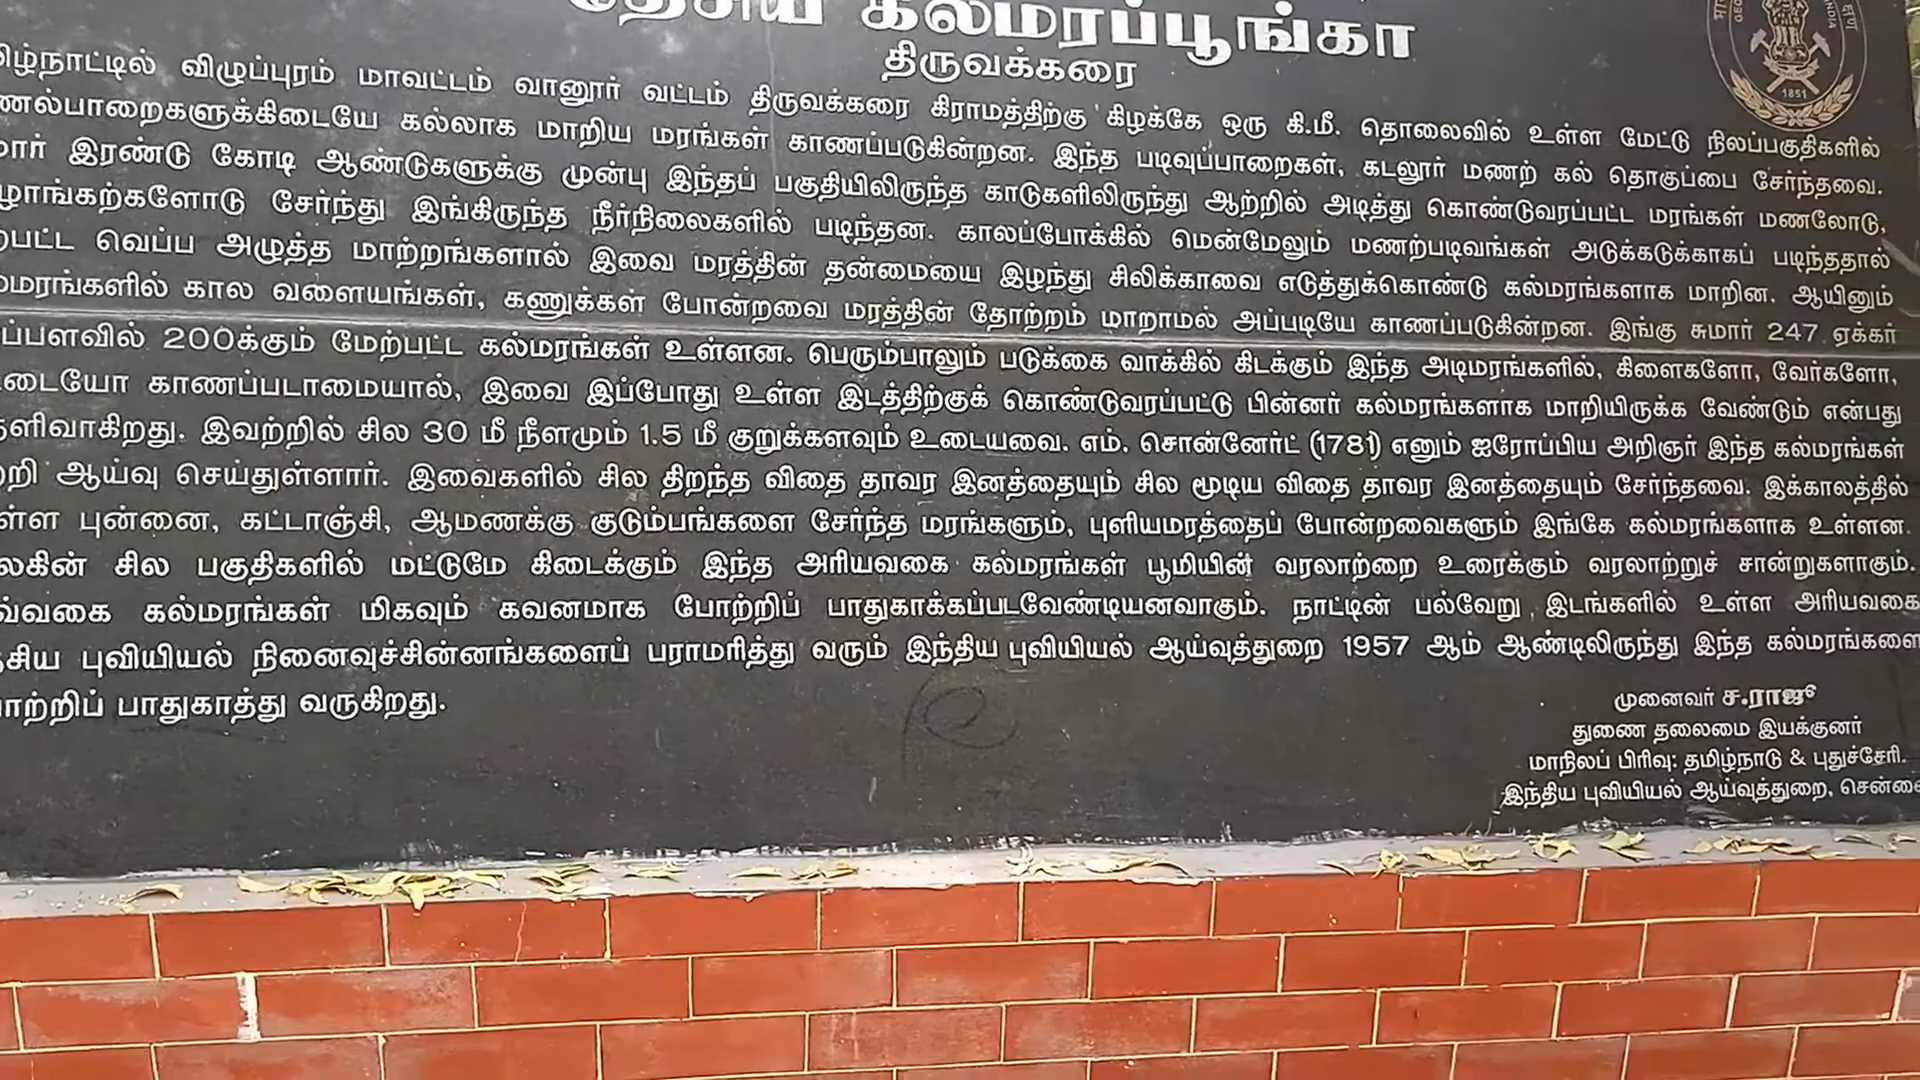 கல்மரப்பூங்கா
திருவக்கரை
விழுப்புரம் மாவட்டம் வானூர் வட்டம் திருவக்கரை கிராமத்திற்கு கிழக்கே ஒரு கி.மீ. தொலைவில் உள்ள மேட்டு நிலப்பகுதிகளில்
கல்லாக மாறிய மரங்கள் காணப்படுகின்றன. இந்த படிவுப்பாறைகள், கடலூர் மணற் கல் தொகுப்பை சேர்ந்தவை.
இரண்டு கோடி ஆண்டுகளுக்கு முன்பு இந்தப் பகுதியிலிருந்த காடுகளிலிருந்து ஆற்றில் அடித்து கொண்டுவரப்பட்ட மரங்கள் மணலோடு,
சேர்ந்து இங்கிருந்த நீர்நிலைகளில் படிந்தன. காலப்போக்கில் மென்மேலும் மணற்படிவங்கள் அடுக்கடுக்காகப் படிந்ததால்
வெப்ப அழுத்த மாற்றங்களால் இவை மரத்தின் தன்மையை இழந்து சிலிக்காவை எடுத்துக்கொண்டு கல்மரங்களாக மாறின. ஆயினும்
கால வளையங்கள், கணுக்கள் போன்றவை மரத்தின் தோற்றம் மாறாமல் அப்படியே காணப்படுகின்றன. இங்கு சுமார் 247 ஏக்கர்
200க்கும் மேற்பட்ட கல்மரங்கள் உள்ளன. பெரும்பாலும் படுக்கை வாக்கில் கிடக்கும் இந்த அடிமரங்களில், கிளைகளோ, வேர்களோ,
காணப்படாமையால், இவை இப்போது உள்ள இடத்திற்குக் கொண்டுவரப்பட்டு பின்னர் கல்மரங்களாக மாறியிருக்க வேண்டும் என்பது
இவற்றில் சில 30 மீ நீளமும் 1.5 மீ குறுக்களவும் உடையவை. எம். சொன்னேர்ட் (1781) எனும் ஐரோப்பிய அறிஞர் இந்த கல்மரங்கள்
ஆய்வு செய்துள்ளார். இவைகளில் சில திறந்த விதை தாவர இனத்தையும் சில மூடிய விதை தாவர இனத்தையும் சேர்ந்தவை. இக்காலத்தில்
புன்னை, கட்டாஞ்சி, ஆமணக்கு குடும்பங்களை சேர்ந்த மரங்களும், புளியமரத்தைப் போன்றவைகளும் இங்கே கல்மரங்களாக உள்ளன.
சில பகுதிகளில் மட்டுமே கிடைக்கும் இந்த அரியவகை கல்மரங்கள் பூமியின் வரலாற்றை உரைக்கும் வரலாற்றுச் சான்றுகளாகும்.
கல்மரங்கள் மிகவும் கவனமாக போற்றிப் பாதுகாக்கப்படவேண்டியனவாகும். நாட்டின் பல்வேறு இடங்களில் உள்ள அரியவகை
புவியியல் நினைவுச்சின்னங்களைப் பராமரித்து வரும் இந்திய புவியியல் ஆய்வுத்துறை 1957 ஆம் ஆண்டிலிருந்து இந்த கல்மரங்களை
பாதுகாத்து வருகிறது.
முனைவர் ச.ராஜூ
துணை தலைமை இயக்குனர்
மாநிலப் பிரிவு: தமிழ்நாடு & புதுச்சேரி.
இந்திய புவியியல் ஆய்வுத்துறை, சென்னை
1851
INDIA